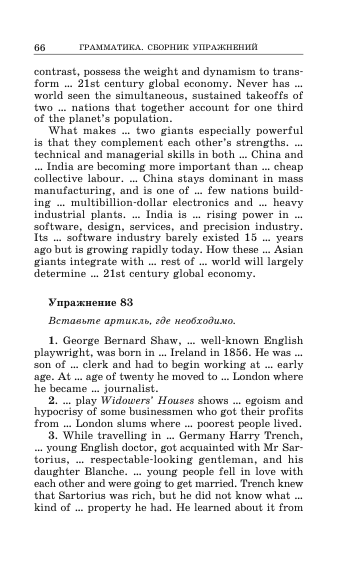 66 ГРАММАТИКА. СБОРНИК УПРАЖНЕНИЙ
contrast, possess the weight and dynamism to trans-
form ... 21st century global economy. Never has ...
world seen the simultaneous, sustained takeoffs of
two ... nations that together account for one third
of the planet's population.
What makes ... two giants especially powerful
is that they complement each other's strengths. ...
technical and managerial skills in both ... China and
... India are becoming more important than ... cheap
collective labour. ... China stays dominant in mass
manufacturing, and is one of ... few nations build-
ing ... multibillion-dollar electronics and ... heavy
industrial plants. ... India is ... rising power in ...
software, design, services, and precision industry.
Its ... software industry barely existed 15 ... years
ago but is growing rapidly today. How these ... Asian
giants integrate with ... rest of ... world will largely
determine ... 21st century global economy.
Упражнение 83
Вставьте артикль, где необходимо.
1. George Bernard Shaw, ... well-known English
playwright, was born in ... Ireland in 1856. He was ...
son of ... clerk and had to begin working at ... early
age. At ... age of twenty he moved to ... London where
he became ... journalist.
2. ... play Widowers' Houses shows ... egoism and
hypocrisy of some businessmen who got their profits
from ... London slums where ... poorest people lived.
3. While travelling in ... Germany Harry Trench,
... young English doctor, got acquainted with Mr Sar-
torius, ... respectable-looking gentleman, and his
daughter Blanche. ... young people fell in love with
each other and were going to get married. Trench knew
that Sartorius was rich, but he did not know what ...
kind of ... property he had. He learned about it from